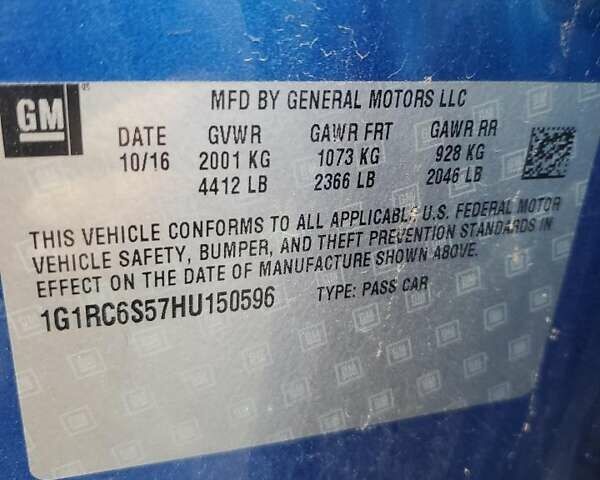 GM ®
MFD BY GENERAL MOTORS LLC
DATE GVWR GAWR FRT GAWR RR
10/16 2001 KG 1073 KG 928 KG
4412 LB 2366 LB 2046 LB
THIS VEHICLE CONFORMS TO ALL APPLICABLE U.S. FEDERAL MOTOR
VEHICLE SAFETY, BUMPER, AND THEFT PREVENTION STANDARDS IN
EFFECT ON THE DATE OF MANUFACTURE SHOWN ABOVE.
1G1RC6S57HU150596 TYPE: PASS CAR